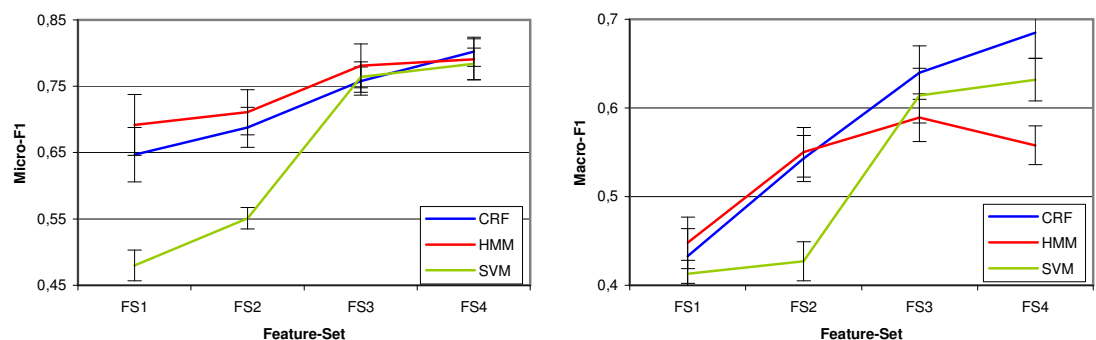 0,85
0,75
0,65
0,55
0,45
Micro-F1
CRF
HMM
SVM
FS1 FS2 FS3 FS4
Feature-Set
0,7
0,6
0,5
0,4
Macro-F1
CRF
HMM
SVM
FS1 FS2 FS3 FS4
Feature-Set